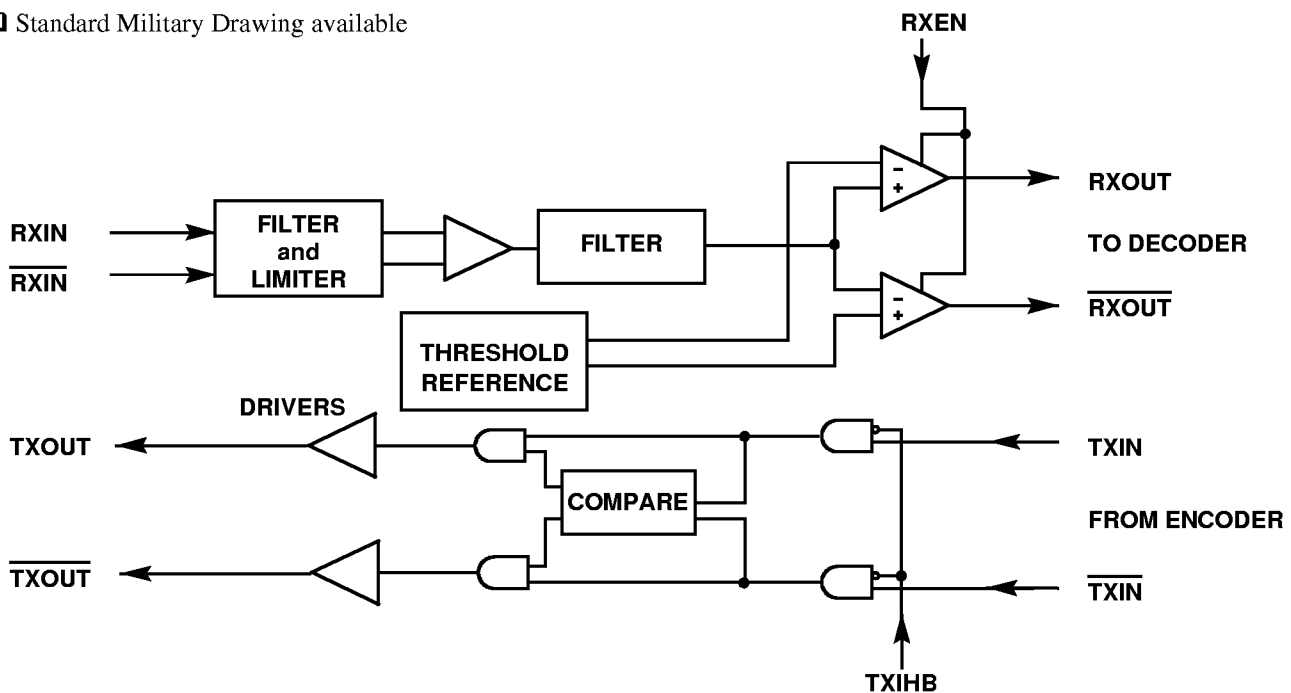 Standard Military Drawing available
RXEN
RXIN
RXIN
FILTER
and
LIMITER
FILTER
-
+
-
+
RXOUT
TO DECODER
RXOUT
THRESHOLD
REFERENCE
DRIVERS
TXOUT
TXOUT
COMPARE
TXIN
FROM ENCODER
TXIN
TXIHB